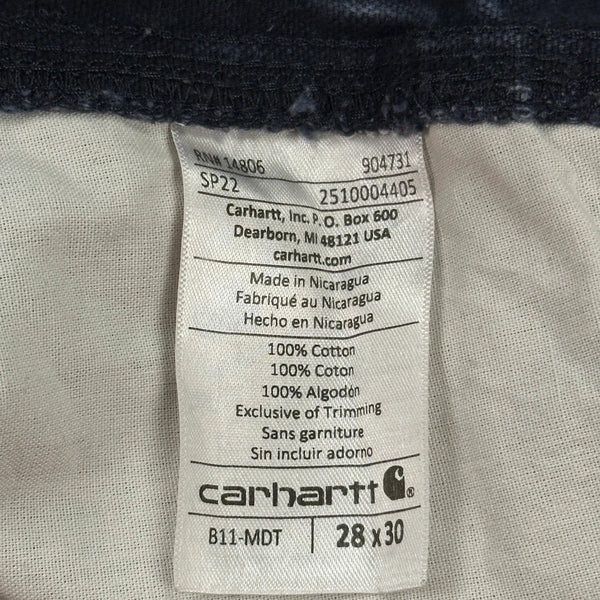 RN# 14806 904731
SP22 2510004405
Carhartt, Inc. P.O. Box 600
Dearborn, MI 48121 USA
carhartt.com
Made in Nicaragua
Fabriqué au Nicaragua
Hecho en Nicaragua
100% Cotton
100% Coton
100% Algodón
Exclusive of Trimming
Sans garniture
Sin incluir adorno
carhartt ®
B11-MDT 28 x 30